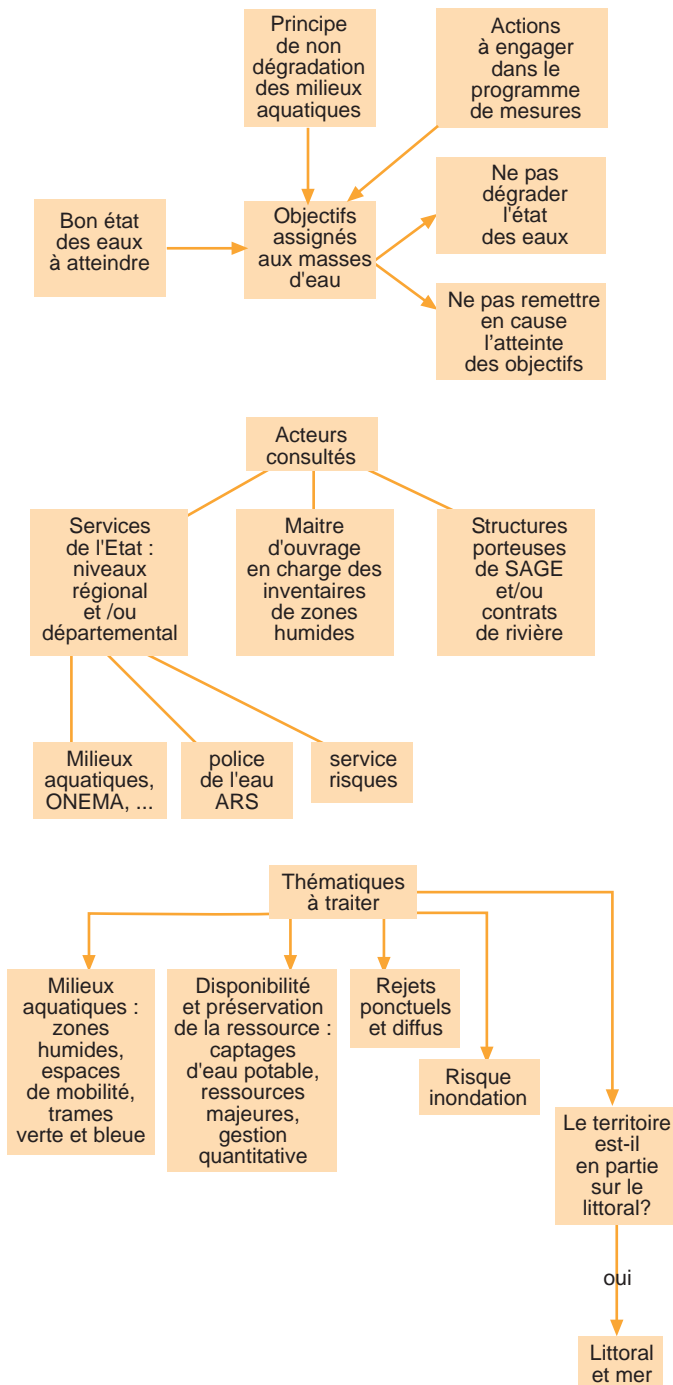 Principe
de non
dégradation
des milieux
aquatiques
Actions
à engager
dans le
programme
de mesures
Bon état
des eaux
à atteindre
Objectifs
assignés
aux masses
d'eau
Ne pas
dégrader
l'état
des eaux
Ne pas remettre
en cause
l’atteinte
des objectifs
Acteurs
consultés
Services
de l'Etat :
niveaux
régional
et /ou
départemental
Maitre
d'ouvrage
en charge des
inventaires
de zones
humides
Structures
porteuses
de SAGE
et/ou
contrats
de rivière
Milieux
aquatiques,
ONEMA, ...
police
de l'eau
ARS
service
risques
Thématiques
à traiter
Milieux
aquatiques :
zones
humides,
espaces
de mobilité,
trames
verte et bleue
Disponibilité
et préservation
de la ressource :
captages
d'eau potable,
ressources
majeures,
gestion
quantitative
Rejets
ponctuels
et diffus
Risque
inondation
Le territoire
est-il
en partie
sur le
littoral?
oui
Littoral
et mer